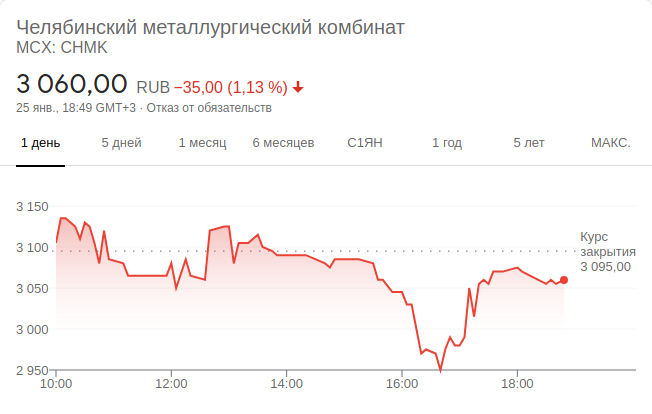 Челябинский металлургический комбинат
MCX: CHMK
3 060,00 RUB −35,00 (1,13 %)
25 янв., 18:49 GMT+3 · Отказ от обязательств
1 день 5 дней 1 месяц 6 месяцев С1ЯН 1 год 5 лет МАКС.
3 150
3 100
3 050
3 000
2 950
Курс
закрытия
3 095,00
10:00 12:00 14:00 16:00 18:00